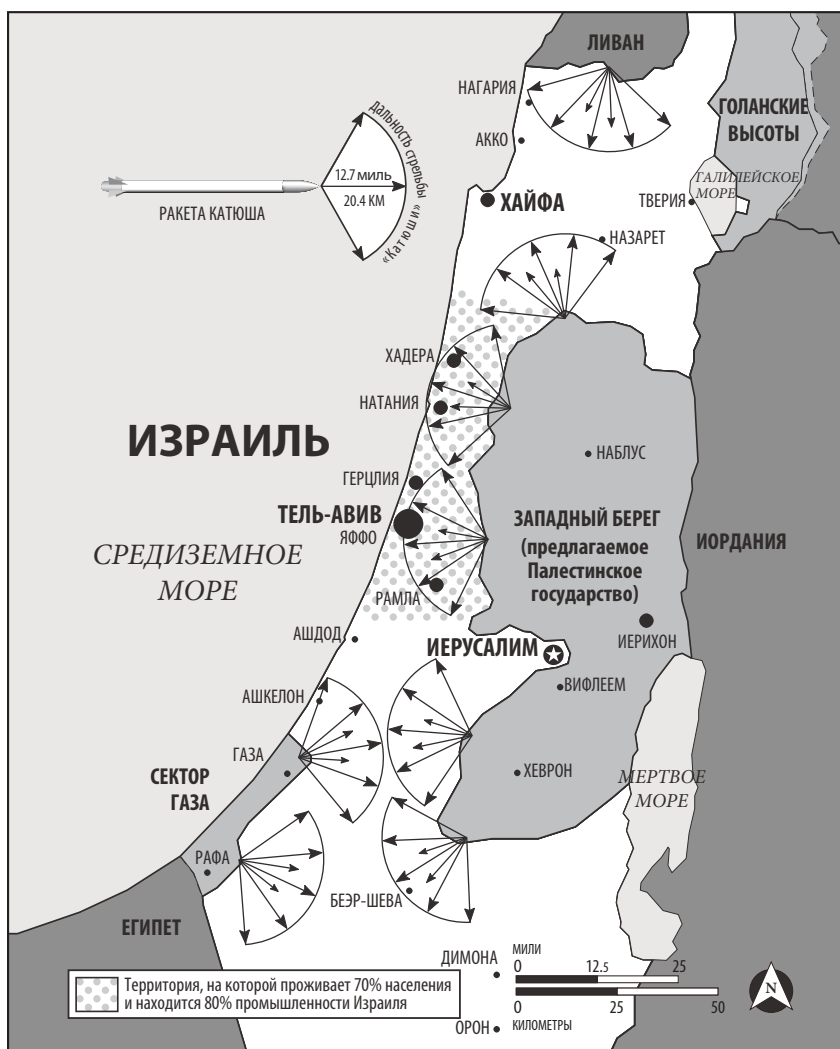 ЛИВАН
НАГАРИЯ
АККО
ГОЛАНСКИЕ
ВЫСОТЫ
дальность стрельбы
«Катюши»
12.7 миль
20.4 КМ
РАКЕТА КАТЮША
ХАЙФА
ТВЕРИЯ
ГАЛИЛЕЙСКОЕ
МОРЕ
НАЗАРЕТ
ХАДЕРА
НАТАНИЯ
ИЗРАИЛЬ
НАБЛУС
ГЕРЦЛИЯ
ТЕЛЬ-АВИВ
ЯФФО
СРЕДИЗЕМНОЕ
МОРЕ
ЗАПАДНЫЙ БЕРЕГ
(предлагаемое
Палестинское
государство)
ИОРДАНИЯ
РАМЛА
ИЕРИХОН
АШДОД
ИЕРУСАЛИМ
ВИФЛЕЕМ
АШКЕЛОН
ГАЗА
СЕКТОР
ГАЗА
ХЕВРОН
МЕРТВОЕ
МОРЕ
РАФА
БЕЭР-ШЕВА
ЕГИПЕТ
ДИМОНА
МИЛИ
0 12.5 25
0 25 50
КИЛОМЕТРЫ
N
Территория, на которой проживает 70% населения
и находится 80% промышленности Израиля
ОРОН